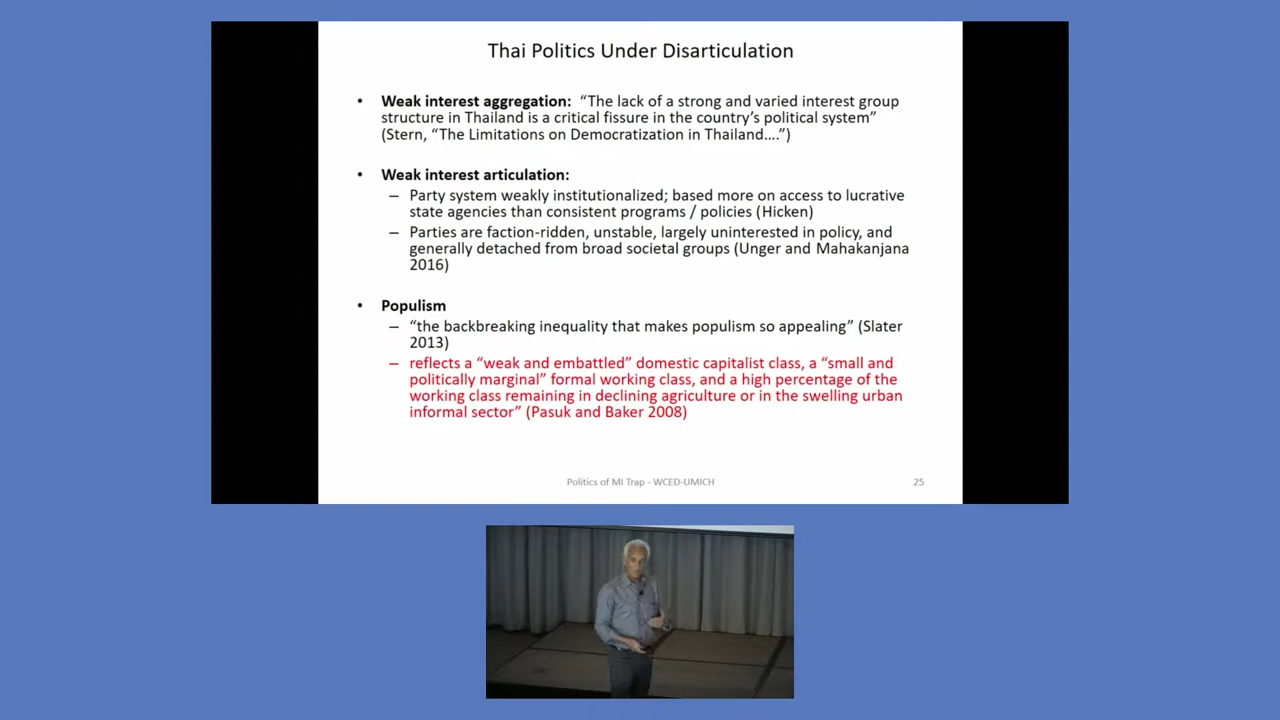 Thai Politics Under Disarticulation
• Weak interest aggregation: “The lack of a strong and varied interest group
structure in Thailand is a critical fissure in the country’s political system”
(Stern, “The Limitations on Democratization in Thailand….”)
• Weak interest articulation:
– Party system weakly institutionalized; based more on access to lucrative
state agencies than consistent programs / policies (Hicken)
– Parties are faction-ridden, unstable, largely uninterested in policy, and
generally detached from broad societal groups (Unger and Mahakanjana
2016)
• Populism
– “the backbreaking inequality that makes populism so appealing” (Slater
2013)
– reflects a “weak and embattled” domestic capitalist class, a “small and
politically marginal” formal working class, and a high percentage of the
working class remaining in declining agriculture or in the swelling urban
informal sector” (Pasuk and Baker 2008)
Politics of MI Trap - WCED-UMICH
25